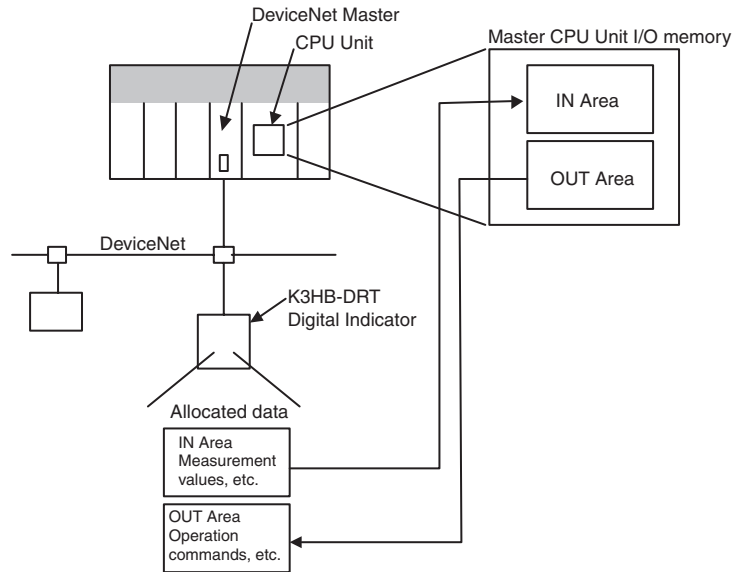 DeviceNet Master
CPU Unit
Master CPU Unit I/O memory
IN Area
OUT Area
DeviceNet
K3HB-DRT
Digital Indicator
Allocated data
IN Area
Measurement
values, etc.
OUT Area
Operation
commands, etc.